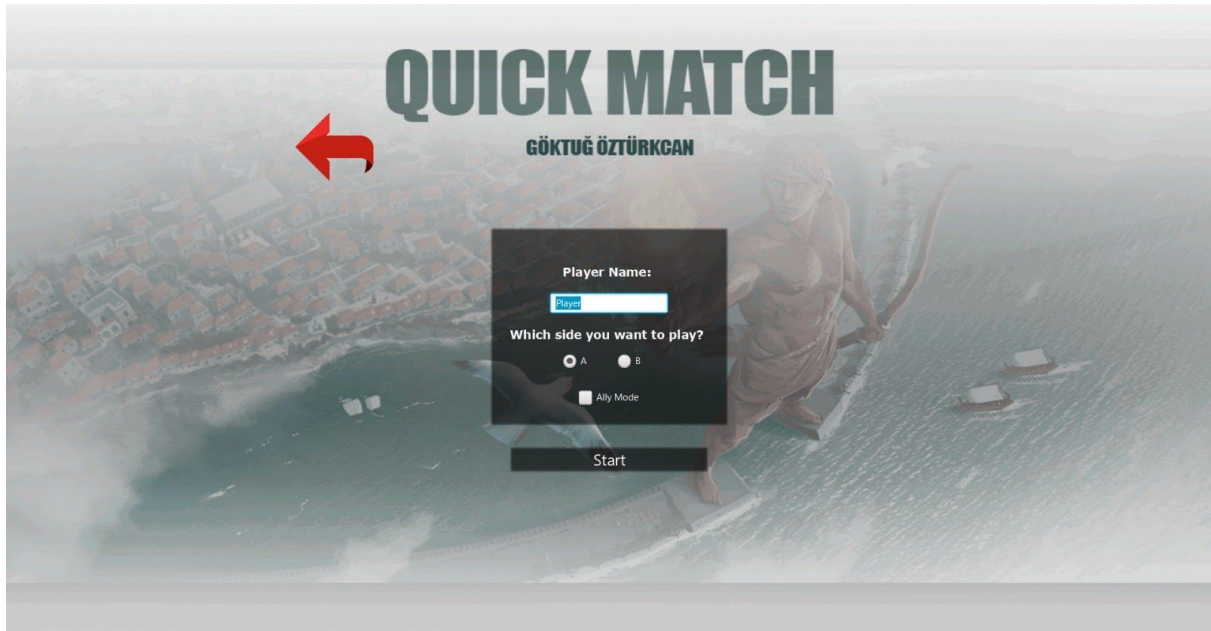 QUICK MATCH
GÖKTUĞ ÖZTÜRKCAN
Player Name:
Player
Which side you want to play?
A B
Ally Mode
Start